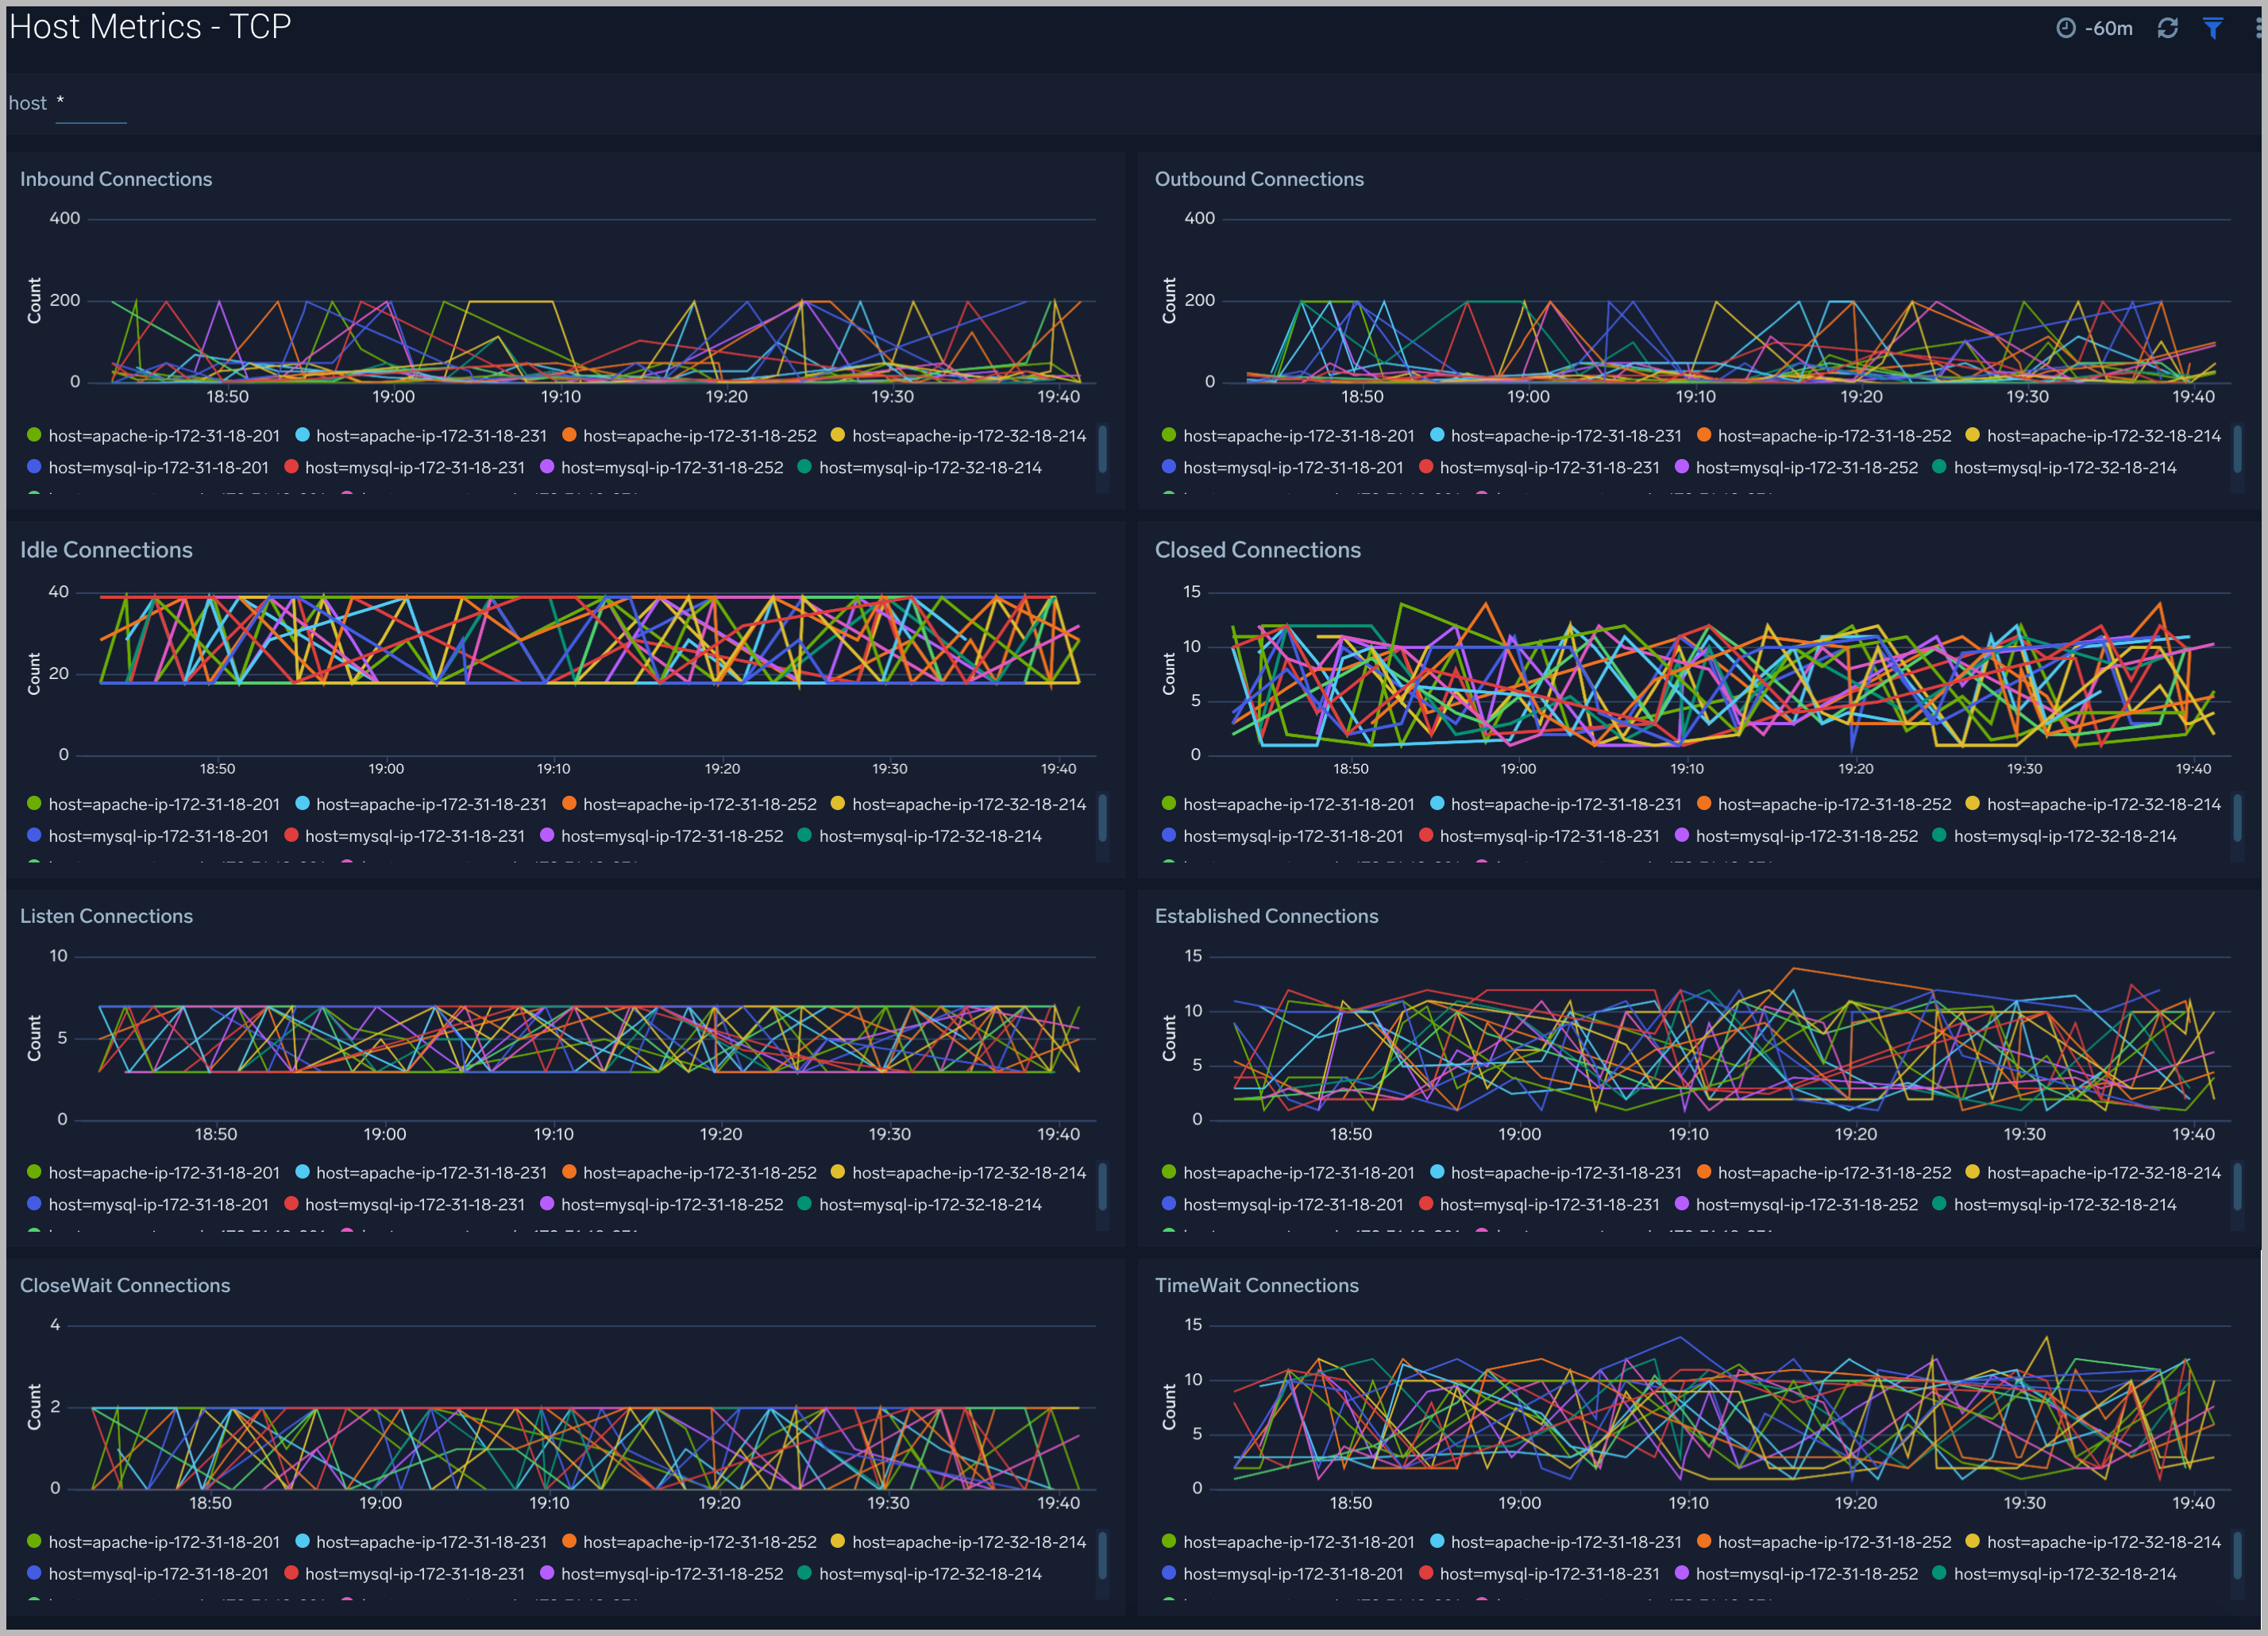 Host Metrics - TCP
-60m
host *
Inbound Connections
Count
400
200
0
18:50 19:00 19:10 19:20 19:30 19:40
host=apache-ip-172-31-18-201 host=apache-ip-172-31-18-231 host=apache-ip-172-31-18-252 host=apache-ip-172-32-18-214
host=mysql-ip-172-31-18-201 host=mysql-ip-172-31-18-231 host=mysql-ip-172-31-18-252 host=mysql-ip-172-32-18-214
Outbound Connections
Count
400
200
0
18:50 19:00 19:10 19:20 19:30 19:40
host=apache-ip-172-31-18-201 host=apache-ip-172-31-18-231 host=apache-ip-172-31-18-252 host=apache-ip-172-32-18-214
host=mysql-ip-172-31-18-201 host=mysql-ip-172-31-18-231 host=mysql-ip-172-31-18-252 host=mysql-ip-172-32-18-214
Idle Connections
Count
40
20
0
18:50 19:00 19:10 19:20 19:30 19:40
host=apache-ip-172-31-18-201 host=apache-ip-172-31-18-231 host=apache-ip-172-31-18-252 host=apache-ip-172-32-18-214
host=mysql-ip-172-31-18-201 host=mysql-ip-172-31-18-231 host=mysql-ip-172-31-18-252 host=mysql-ip-172-32-18-214
Closed Connections
Count
15
10
5
0
18:50 19:00 19:10 19:20 19:30 19:40
host=apache-ip-172-31-18-201 host=apache-ip-172-31-18-231 host=apache-ip-172-31-18-252 host=apache-ip-172-32-18-214
host=mysql-ip-172-31-18-201 host=mysql-ip-172-31-18-231 host=mysql-ip-172-31-18-252 host=mysql-ip-172-32-18-214
Listen Connections
Count
10
5
0
18:50 19:00 19:10 19:20 19:30 19:40
host=apache-ip-172-31-18-201 host=apache-ip-172-31-18-231 host=apache-ip-172-31-18-252 host=apache-ip-172-32-18-214
host=mysql-ip-172-31-18-201 host=mysql-ip-172-31-18-231 host=mysql-ip-172-31-18-252 host=mysql-ip-172-32-18-214
Established Connections
Count
15
10
5
0
18:50 19:00 19:10 19:20 19:30 19:40
host=apache-ip-172-31-18-201 host=apache-ip-172-31-18-231 host=apache-ip-172-31-18-252 host=apache-ip-172-32-18-214
host=mysql-ip-172-31-18-201 host=mysql-ip-172-31-18-231 host=mysql-ip-172-31-18-252 host=mysql-ip-172-32-18-214
CloseWait Connections
Count
4
2
0
18:50 19:00 19:10 19:20 19:30 19:40
host=apache-ip-172-31-18-201 host=apache-ip-172-31-18-231 host=apache-ip-172-31-18-252 host=apache-ip-172-32-18-214
host=mysql-ip-172-31-18-201 host=mysql-ip-172-31-18-231 host=mysql-ip-172-31-18-252 host=mysql-ip-172-32-18-214
TimeWait Connections
Count
15
10
5
0
18:50 19:00 19:10 19:20 19:30 19:40
host=apache-ip-172-31-18-201 host=apache-ip-172-31-18-231 host=apache-ip-172-31-18-252 host=apache-ip-172-32-18-214
host=mysql-ip-172-31-18-201 host=mysql-ip-172-31-18-231 host=mysql-ip-172-31-18-252 host=mysql-ip-172-32-18-214